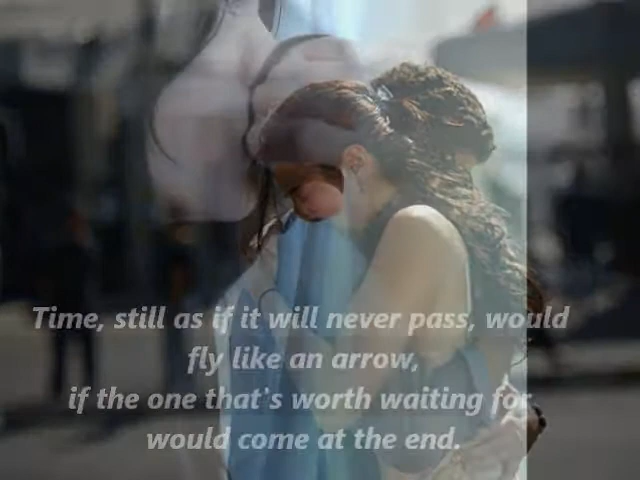 Time, still as if it will never pass, would
fly like an arrow,
if the one that's worth waiting for
would come at the end.